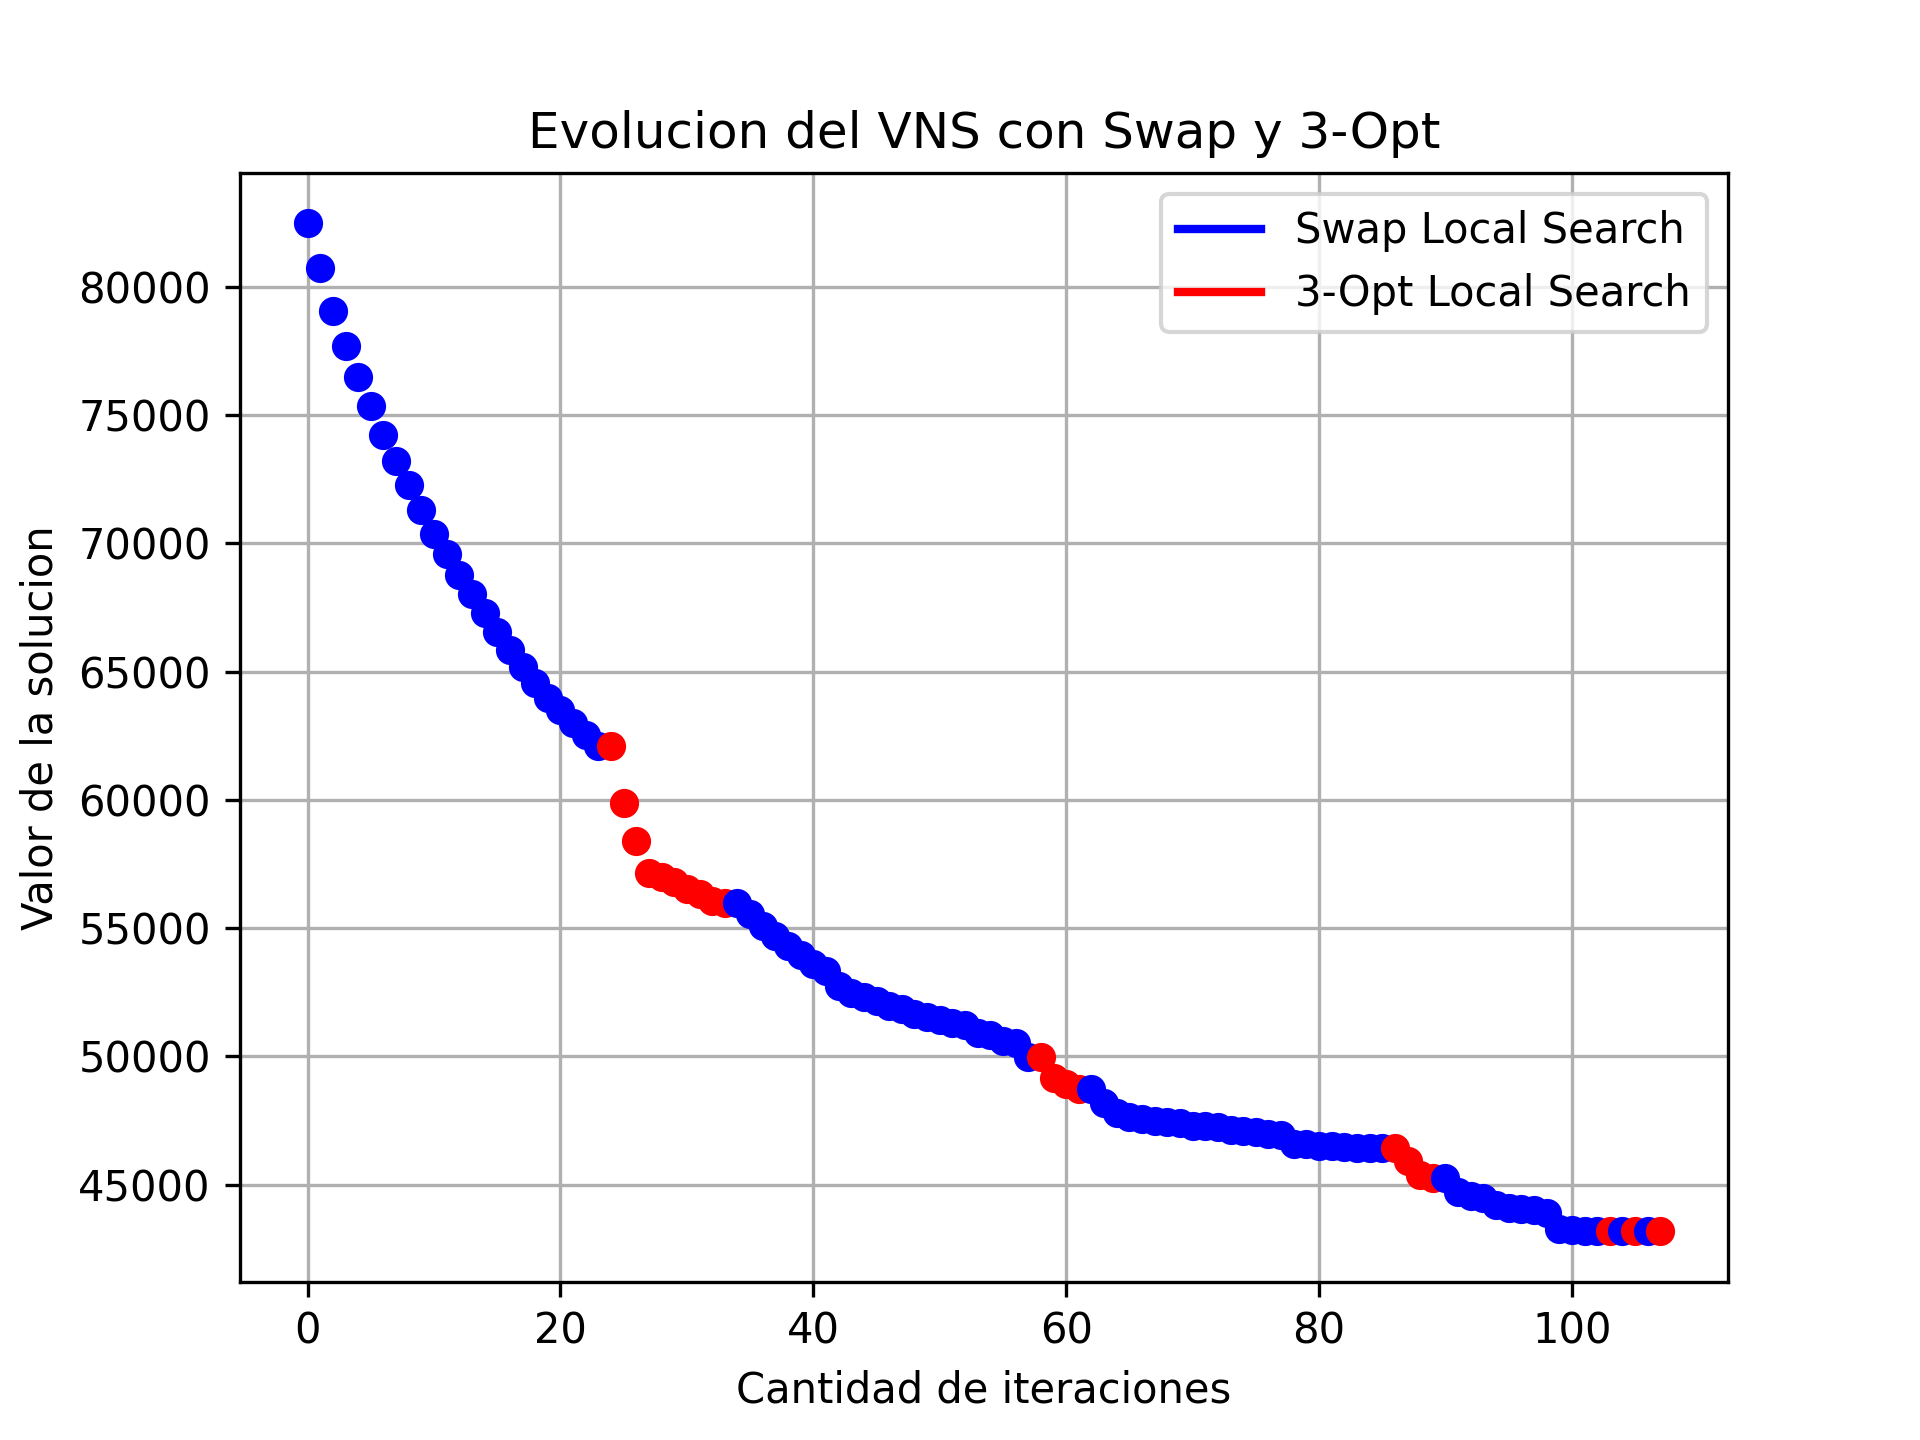 Evolucion del VNS con Swap y 3-Opt
Swap Local Search
3-Opt Local Search
Valor de la solucion
80000
75000
70000
65000
60000
55000
50000
45000
0 20 40 60 80 100
Cantidad de iteraciones